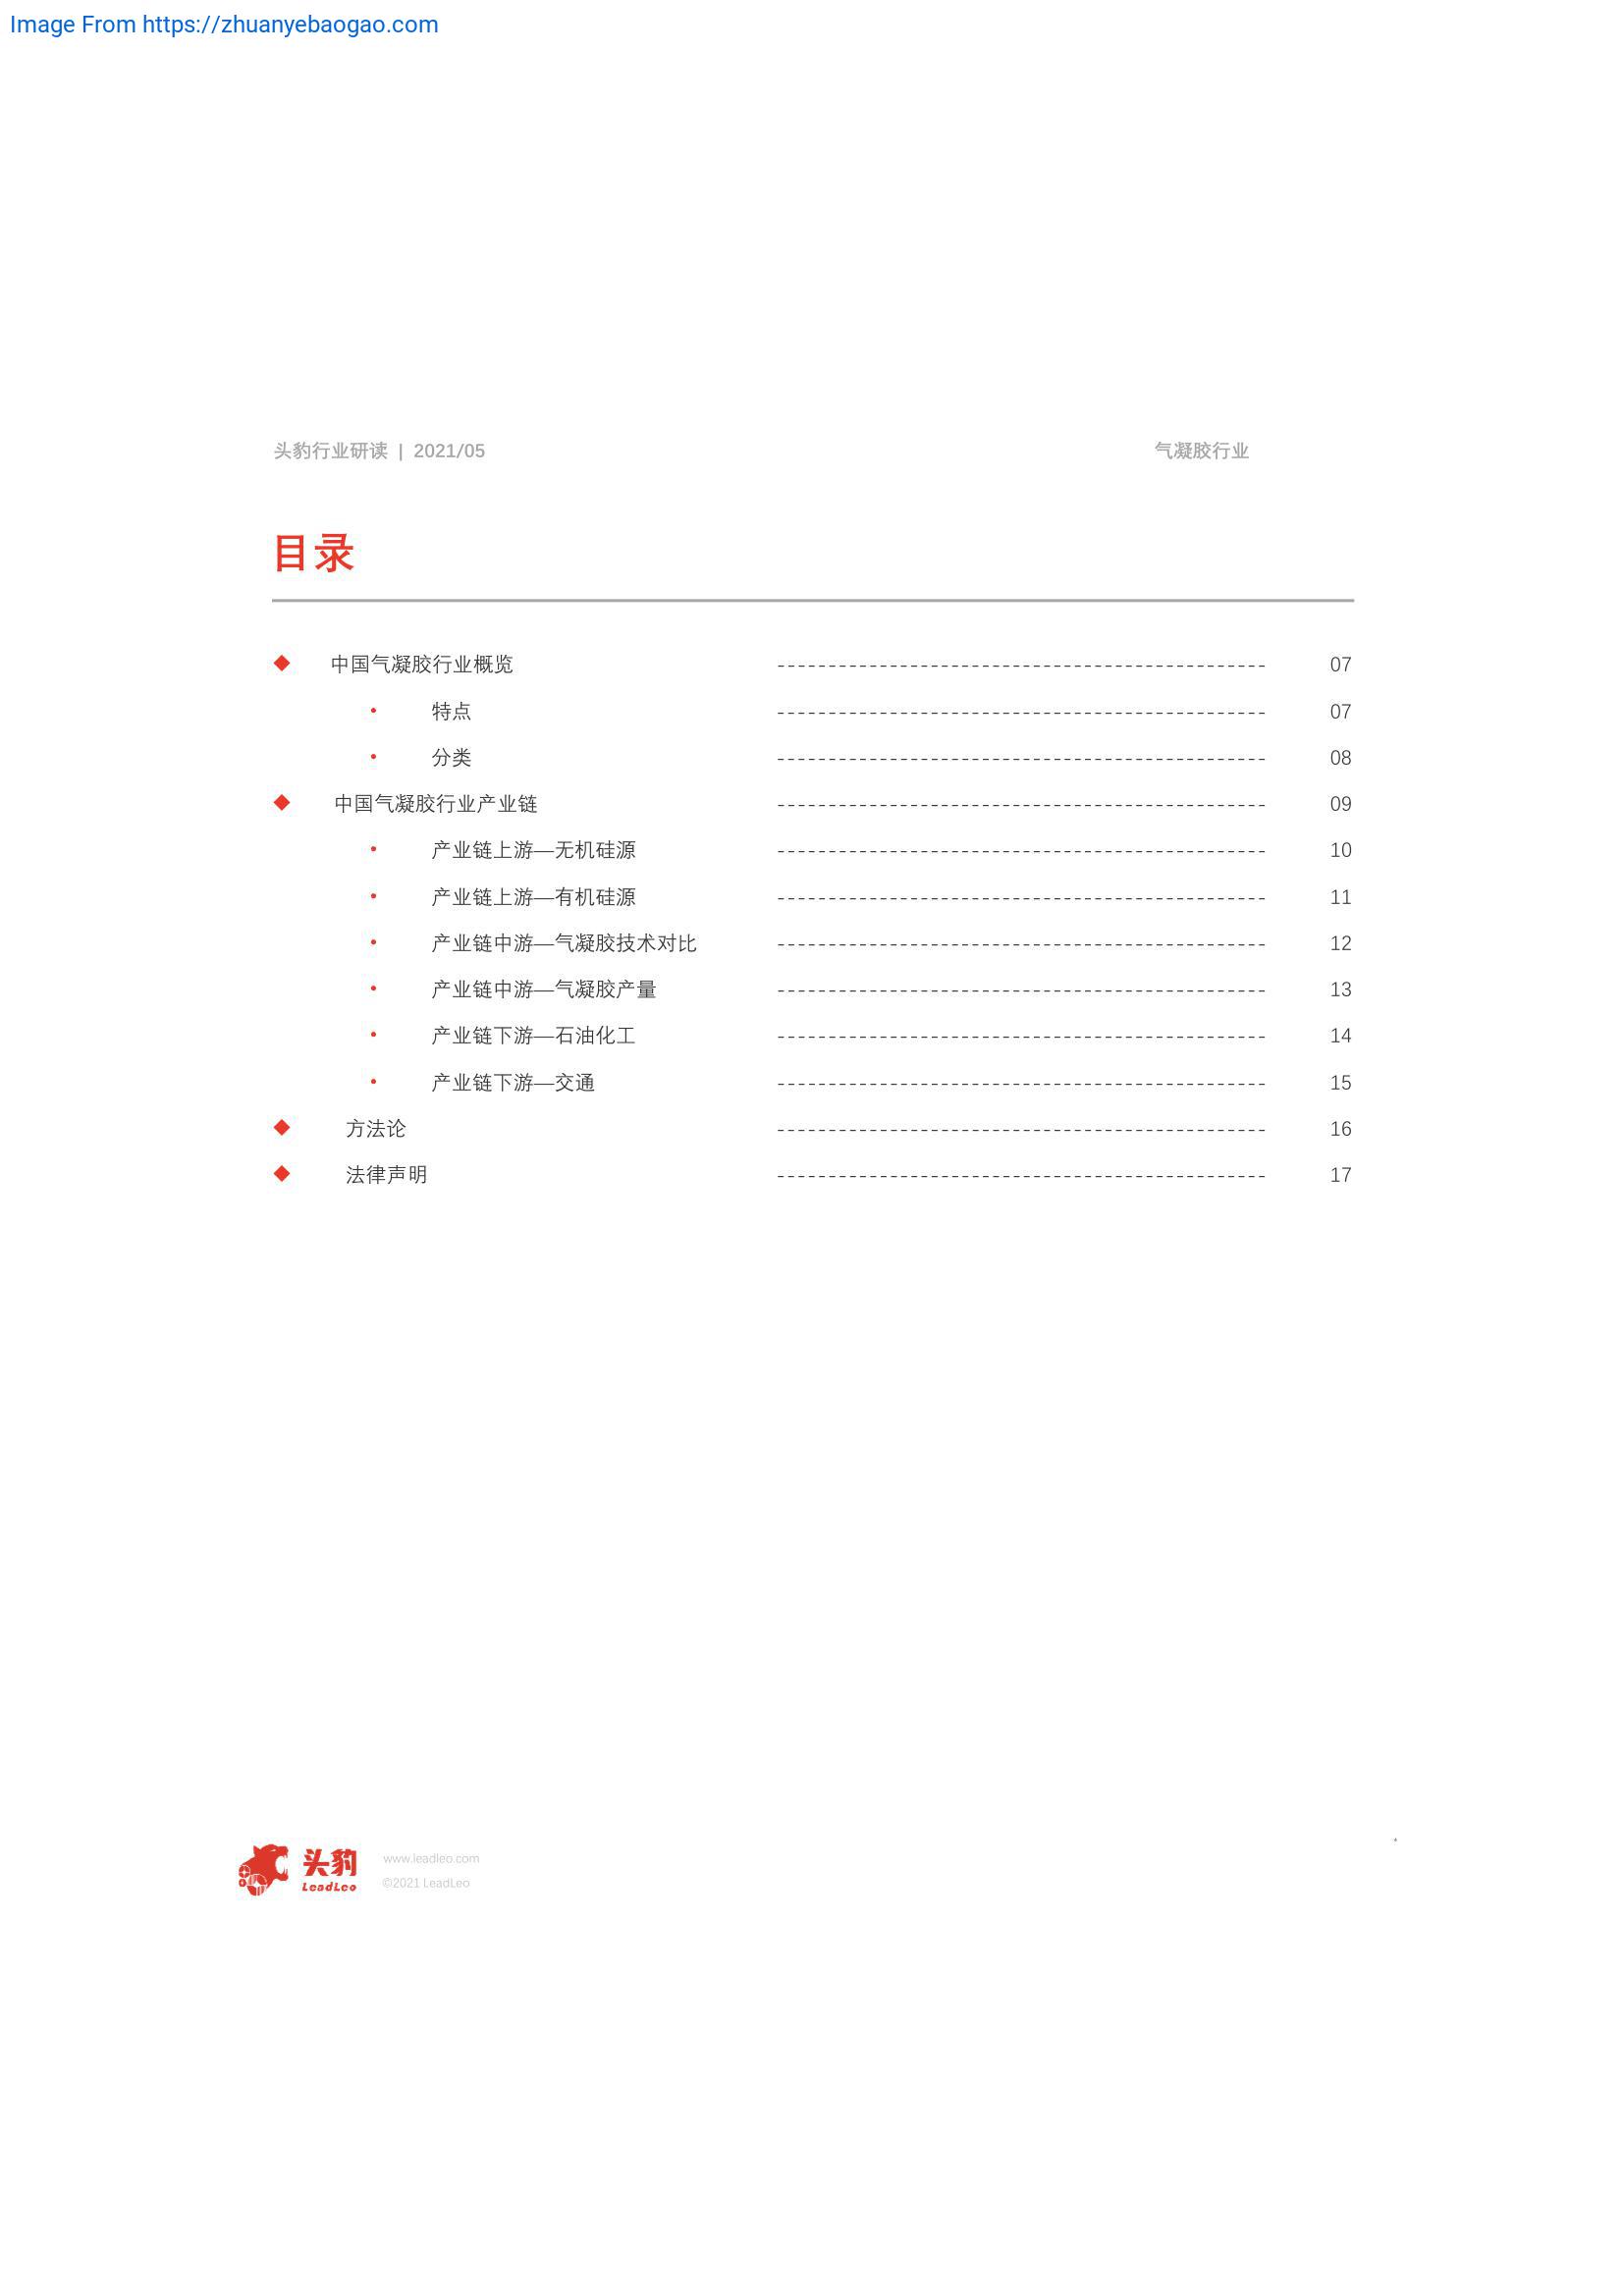 Image From https://zhuanyebaogao.com
头豹行业研读 | 2021/05 气凝胶行业
目录
◆ 中国气凝胶行业概览 ------------------------------------------------ 07
• 特点 ------------------------------------------------ 07
• 分类 ------------------------------------------------ 08
◆ 中国气凝胶行业产业链 ------------------------------------------------ 09
• 产业链上游—无机硅源 ------------------------------------------------ 10
• 产业链上游—有机硅源 ------------------------------------------------ 11
• 产业链中游—气凝胶技术对比 ------------------------------------------------ 12
• 产业链中游—气凝胶产量 ------------------------------------------------ 13
• 产业链下游—石油化工 ------------------------------------------------ 14
• 产业链下游—交通 ------------------------------------------------ 15
◆ 方法论 ------------------------------------------------ 16
◆ 法律声明 ------------------------------------------------ 17
头豹
LeadLeo
www.leadleo.com
©2021 LeadLeo